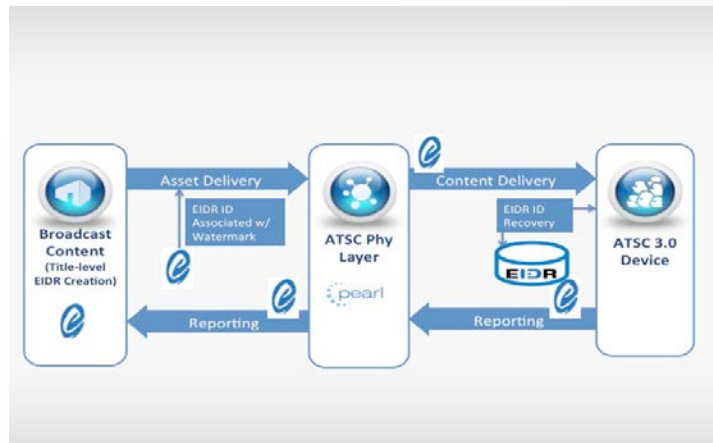 Asset Delivery
Content Delivery
EIDR ID
Associated w/
Watermark
EIDR ID
Recovery
Broadcast
Content
(Title-level
EIDR Creation)
ATSC Phy
Layer
pearl
EIDR
ATSC 3.0
Device
Reporting
Reporting